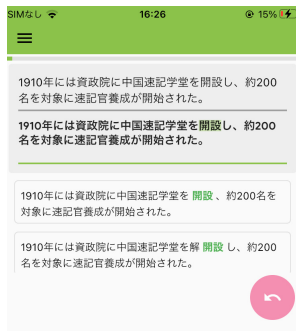 SIMなし
16:26
15%
1910年には資政院に中国速記学堂を開設し、約200
名を対象に速記官養成が開始された。
1910年には資政院に中国速記学堂を開設し、約200
名を対象に速記官養成が開始された。
1910年には資政院に中国速記学堂を 開設 、約200名を
対象に速記官養成が開始された。
1910年には資政院に中国速記学堂を解 開設 し、約200
名を対象に速記官養成が開始された。